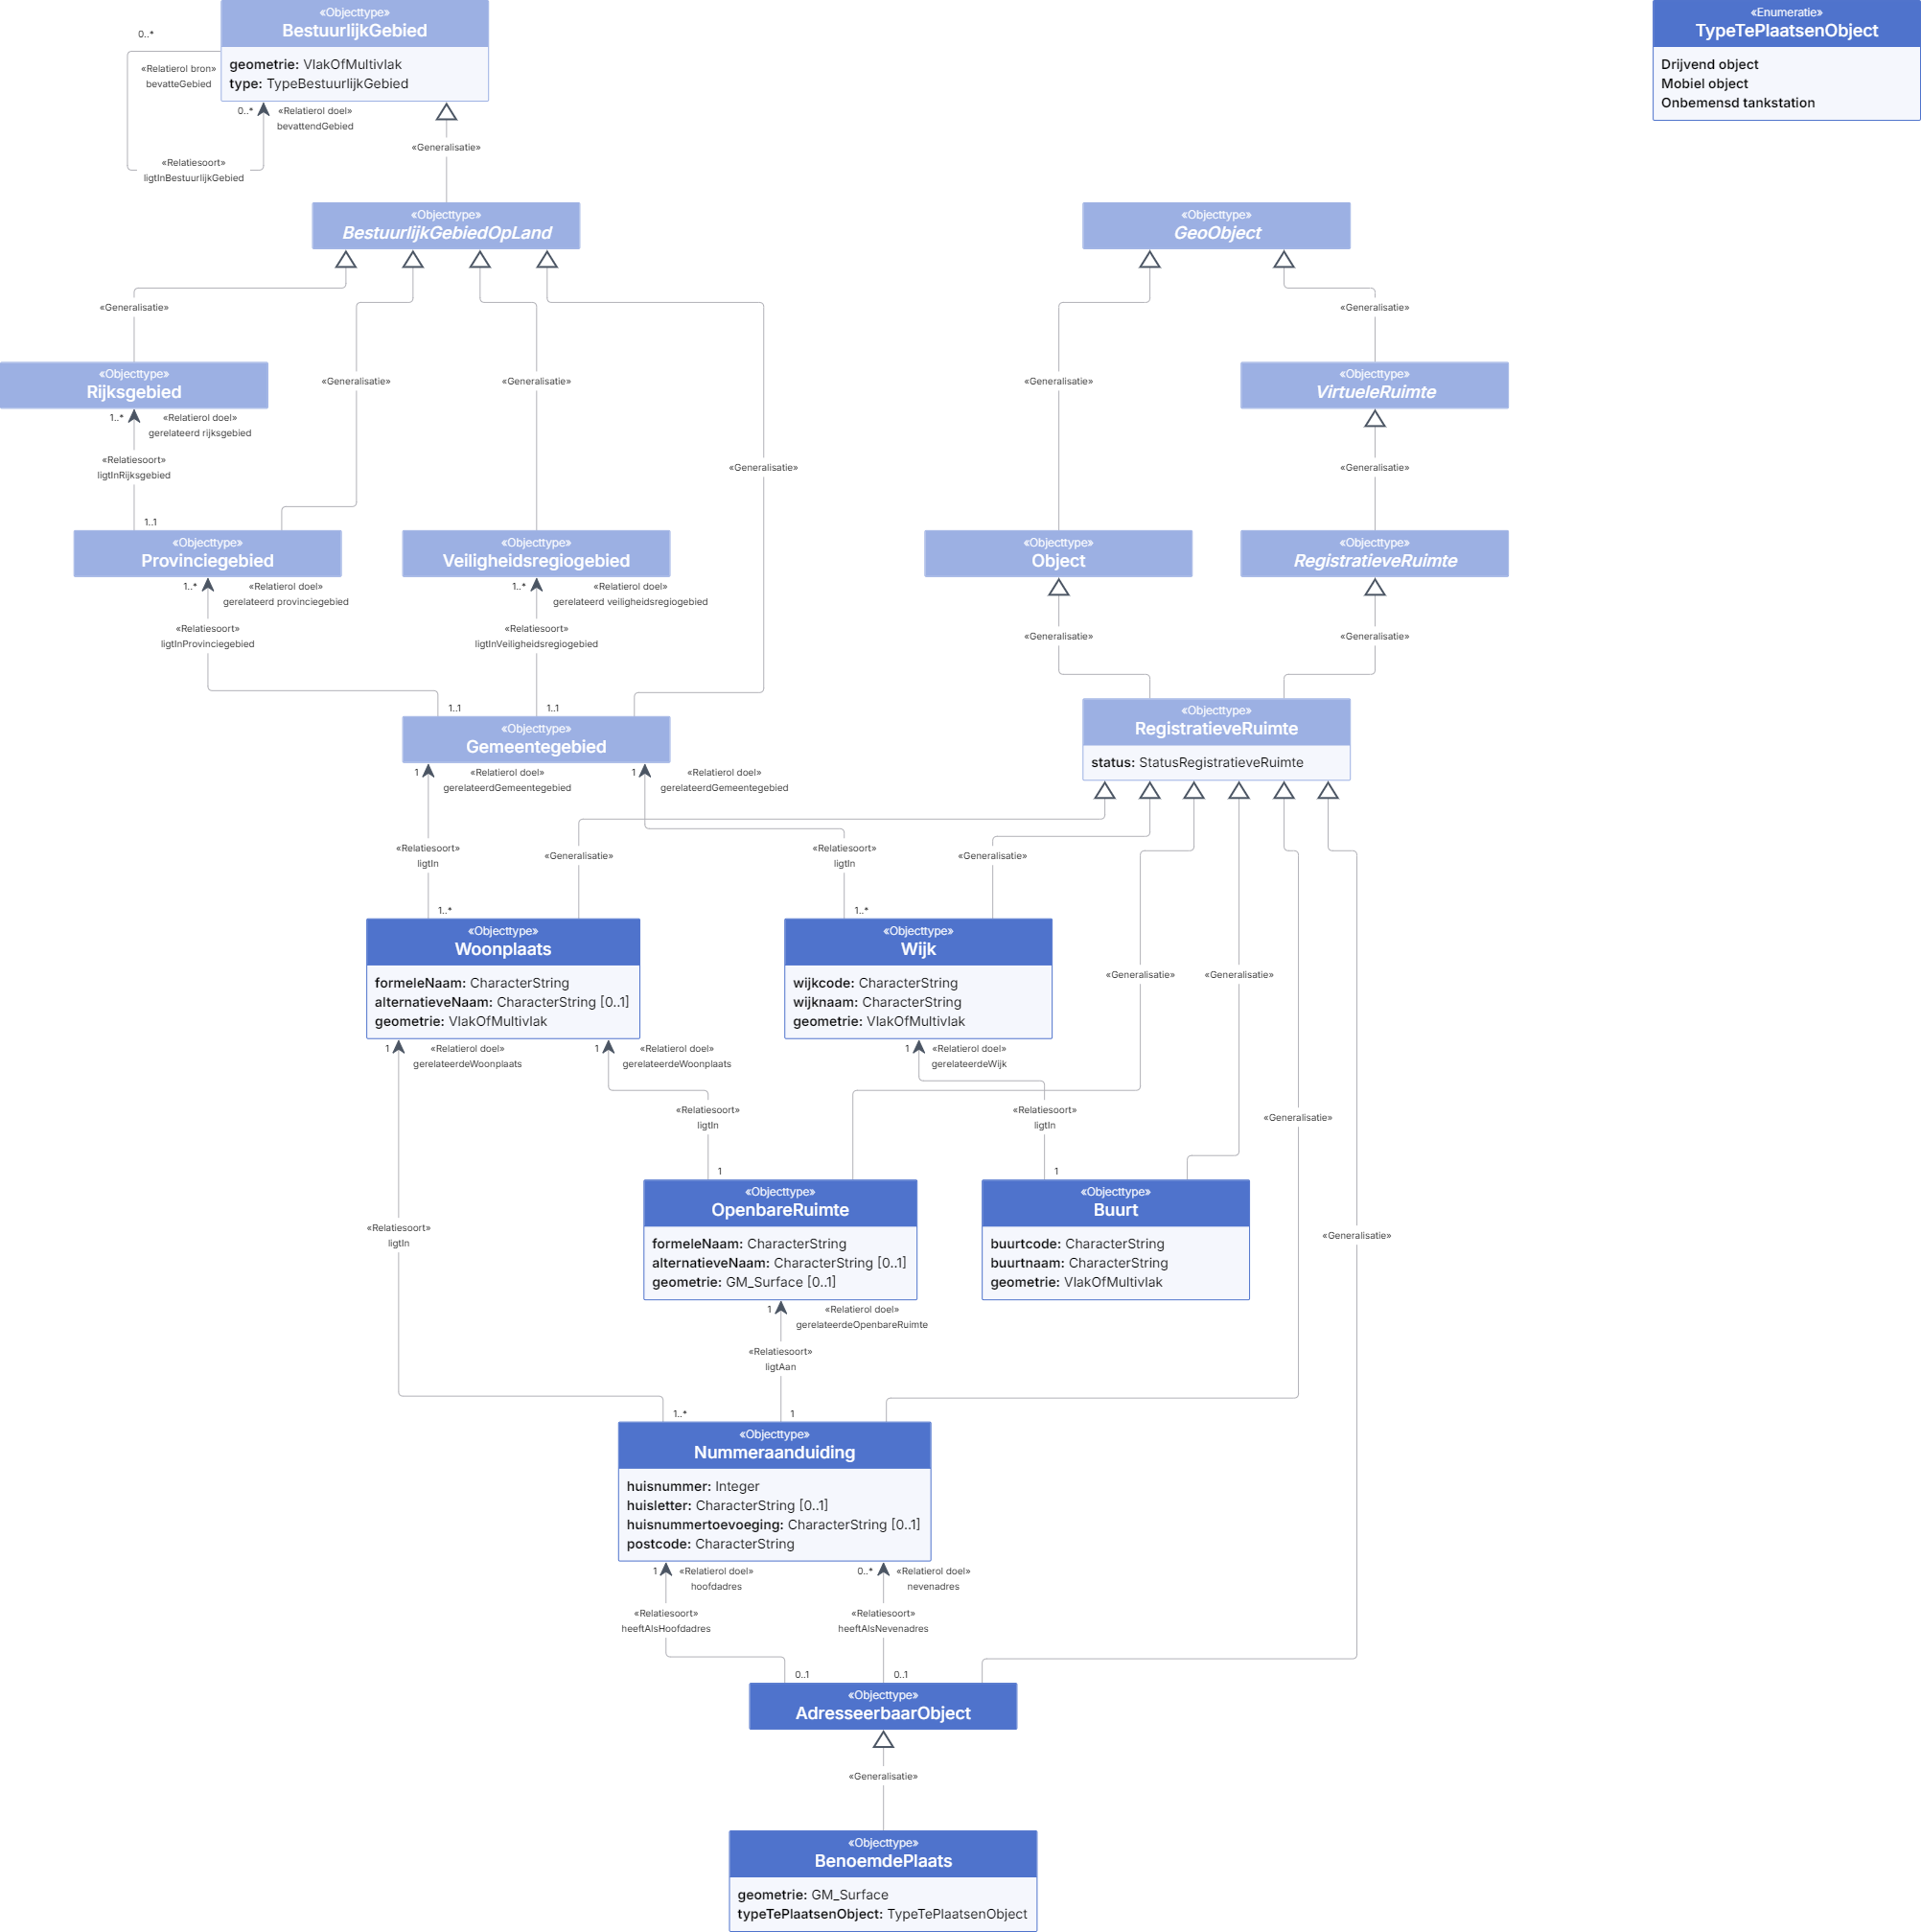 «Objecttype»
BestuurlijkGebied
geometrie: VlakOfMultivlak
type: TypeBestuurlijkGebied
«Enumeratie»
TypeTePlaatsenObject
Drijvend object
Mobiel object
Onbemensd tankstation
0..*
«Relatierol bron»
bevatteGebied
0..*
«Relatierol doel»
bevattendGebied
«Relatiesoort»
ligtInBestuurlijkGebied
«Generalisatie»
«Objecttype»
BestuurlijkGebiedOpLand
«Objecttype»
GeoObject
«Generalisatie»
«Generalisatie»
«Generalisatie»
«Generalisatie»
«Generalisatie»
«Generalisatie»
«Objecttype»
Rijksgebied
«Objecttype»
VirtueleRuimte
1..*
«Relatierol doel»
gerelateerd rijksgebied
«Relatiesoort»
ligtInRijksgebied
1..1
«Generalisatie»
«Generalisatie»
«Objecttype»
Provinciegebied
«Objecttype»
Veiligheidsregiogebied
«Objecttype»
Object
«Objecttype»
RegistratieveRuimte
1..*
«Relatierol doel»
gerelateerd provinciegebied
1..*
«Relatierol doel»
gerelateerd veiligheidsregiogebied
«Relatiesoort»
ligtInProvinciegebied
«Relatiesoort»
ligtInVeiligheidsregiogebied
«Generalisatie»
«Generalisatie»
1..1
1..1
«Objecttype»
Gemeentegebied
«Objecttype»
RegistratieveRuimte
status: StatusRegistratieveRuimte
1
«Relatierol doel»
gerelateerdGemeentegebied
1
«Relatierol doel»
gerelateerdGemeentegebied
«Relatiesoort»
ligtIn
«Generalisatie»
«Relatiesoort»
ligtIn
«Generalisatie»
1..*
1..*
«Objecttype»
Woonplaats
formeleNaam: CharacterString
alternatieveNaam: CharacterString [0..1]
geometrie: VlakOfMultivlak
«Objecttype»
Wijk
wijkcode: CharacterString
wijknaam: CharacterString
geometrie: VlakOfMultivlak
«Generalisatie»
«Generalisatie»
1
«Relatierol doel»
gerelateerdeWoonplaats
1
«Relatierol doel»
gerelateerdeWoonplaats
1
«Relatierol doel»
gerelateerdeWijk
«Relatiesoort»
ligtIn
«Relatiesoort»
ligtIn
«Generalisatie»
1
1
«Relatiesoort»
ligtIn
«Objecttype»
OpenbareRuimte
formeleNaam: CharacterString
alternatieveNaam: CharacterString [0..1]
geometrie: GM_Surface [0..1]
«Objecttype»
Buurt
buurtcode: CharacterString
buurtnaam: CharacterString
geometrie: VlakOfMultivlak
«Generalisatie»
1
«Relatierol doel»
gerelateerdeOpenbareRuimte
«Relatiesoort»
ligtAan
1..*
1
«Objecttype»
Nummeraanduiding
huisnummer: Integer
huisletter: CharacterString [0..1]
huisnummertoevoeging: CharacterString [0..1]
postcode: CharacterString
1
«Relatierol doel»
hoofdadres
0..*
«Relatierol doel»
nevenadres
«Relatiesoort»
heeftAlsHoofdadres
«Relatiesoort»
heeftAlsNevenadres
0..1
0..1
«Objecttype»
AdresseerbaarObject
«Generalisatie»
«Objecttype»
BenoemdePlaats
geometrie: GM_Surface
typeTePlaatsenObject: TypeTePlaatsenObject